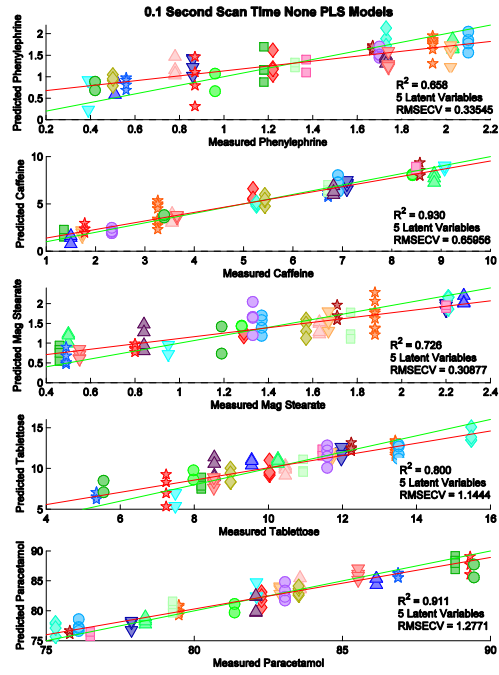 0.1 Second Scan Time None PLS Models
Predicted Phenylephrine
2
1.5
1
0.5
0
0.2 0.4 0.6 0.8 1 1.2 1.4 1.6 1.8 2 2.2
Measured Phenylephrine
R2 = 0.658
5 Latent Variables
RMSECV = 0.33545
Predicted Caffeine
10
5
0
1 2 3 4 5 6 7 8 9 10
Measured Caffeine
R2 = 0.930
5 Latent Variables
RMSECV = 0.65956
Predicted Mag Stearate
2
1.5
1
0.5
0
0.4 0.6 0.8 1 1.2 1.4 1.6 1.8 2 2.2 2.4
Measured Mag Stearate
R2 = 0.726
5 Latent Variables
RMSECV = 0.30877
Predicted Tablettose
15
10
5
4 6 8 10 12 14 16
Measured Tablettose
R2 = 0.800
5 Latent Variables
RMSECV = 1.1444
Predicted Paracetamol
90
85
80
75
75 80 85 90
Measured Paracetamol
R2 = 0.911
5 Latent Variables
RMSECV = 1.2771